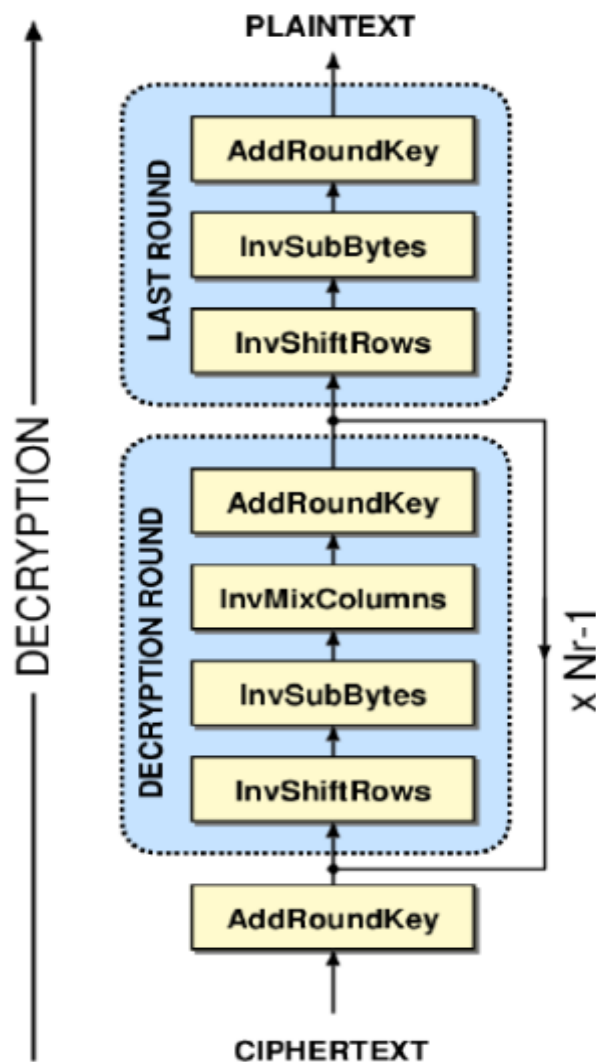 PLAINTEXT
AddRoundKey
InvSubBytes
InvShiftRows
LAST ROUND
AddRoundKey
InvMixColumns
InvSubBytes
InvShiftRows
DECRYPTION ROUND
x Nr-1
AddRoundKey
CIPHERTEXT
DECRYPTION